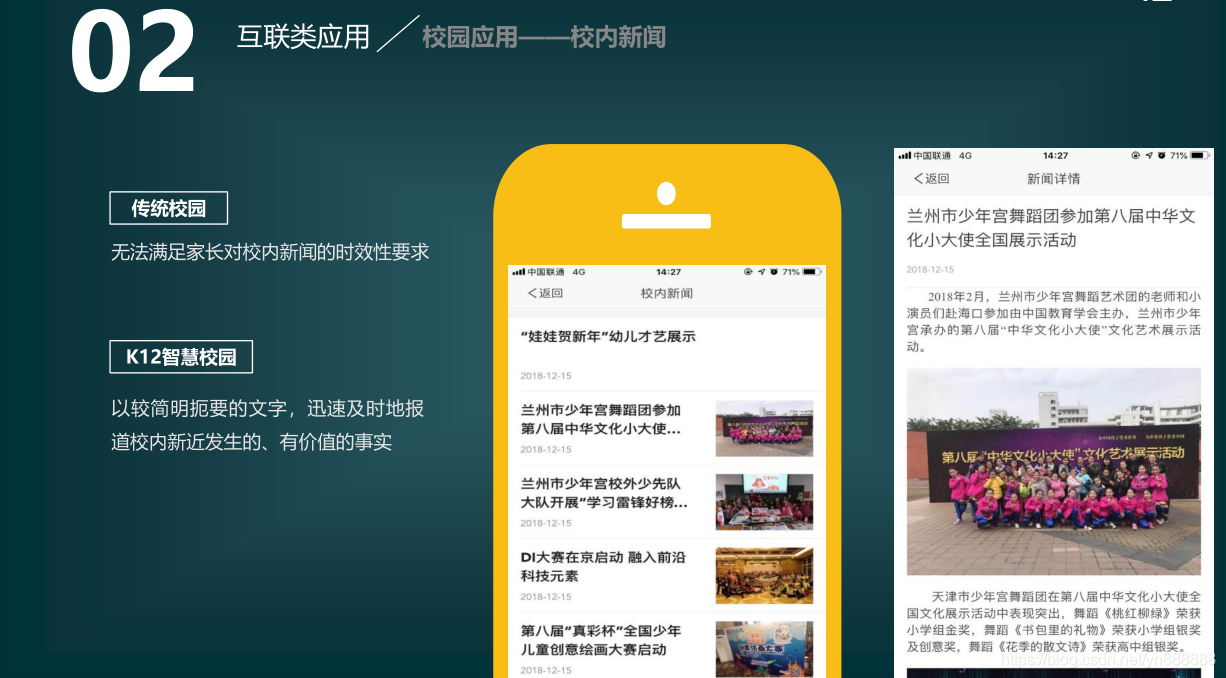 02
互联类应用
校园应用——校内新闻
传统校园
无法满足家长对校内新闻的时效性要求
K12智慧校园
以较简明扼要的文字，迅速及时地报
道校内新近发生的、有价值的事实
中国联通 4G 14:27 71%
返回 校内新闻
“娃娃贺新年“幼儿才艺展示
2018-12-15
兰州市少年宫舞蹈团参加
第八届中华文化小大使...
2018-12-15
兰州市少年宫校外少先队
大队开展“学习雷锋好榜...
2018-12-15
DI大赛在京启动 融入前沿
科技元素
2018-12-15
第八届“真彩杯“全国少年
儿童创意绘画大赛启动
2018-12-15
中国联通 4G 14:27 71%
返回 新闻详情
兰州市少年宫舞蹈团参加第八届中华文
化小大使全国展示活动
2018-12-15
2018年2月，兰州市少年宫舞蹈艺术团的老师和小
演员们赴海口参加由中国教育学会主办，兰州市少年
宫承办的第八届“中华文化小大使”文化艺术展示活
动。
第八届“中华文化小大使”文化艺术展示活动
天津市少年宫舞蹈团在第八届中华文化小大使全
国文化展示活动中表现突出，舞蹈《桃红柳绿》荣获
小学组金奖，舞蹈《书包里的礼物》荣获小学组银奖
及创意奖，舞蹈《花季的散文诗》荣获高中组银奖。
https://blog.csdn.net/yh888888